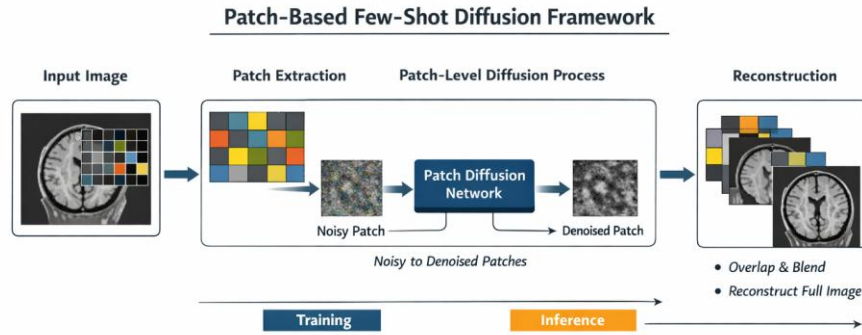 Patch-Based Few-Shot Diffusion Framework
Input Image
Patch Extraction
Patch-Level Diffusion Process
Reconstruction
Patch Diffusion
Network
Noisy Patch
Denoised Patch
Noisy to Denoised Patches
• Overlap & Blend
• Reconstruct Full Image
Training
Inference